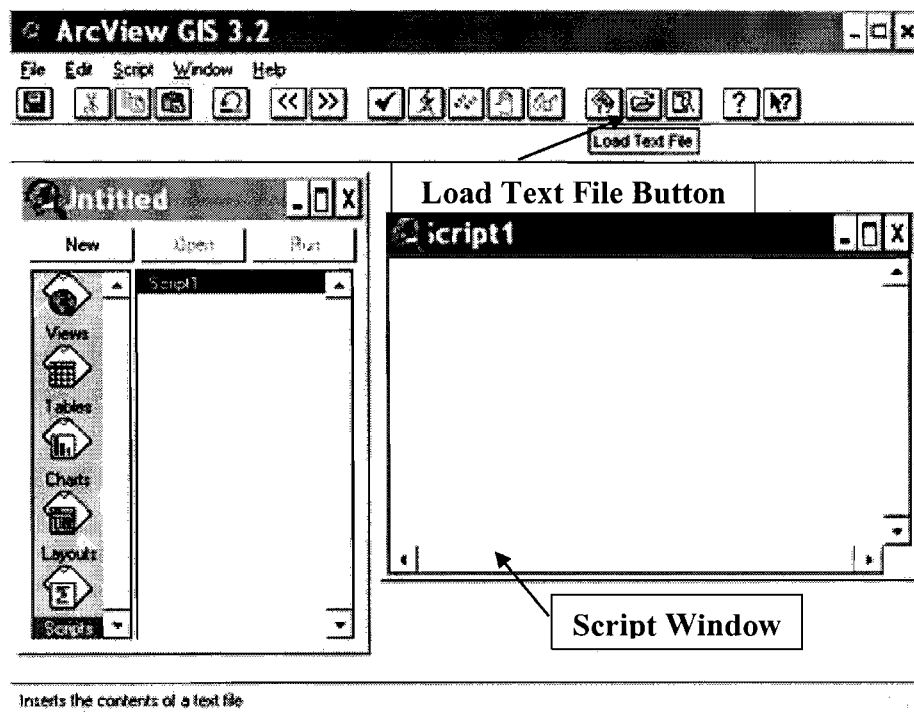 ArcView GIS 3.2
File Edit Script Window Help
Load Text File
Load Text File Button
Untitled
New Open Run
Script1
Script1
Views
Tables
Charts
Layouts
Scripts
Script Window
Inserts the contents of a text file